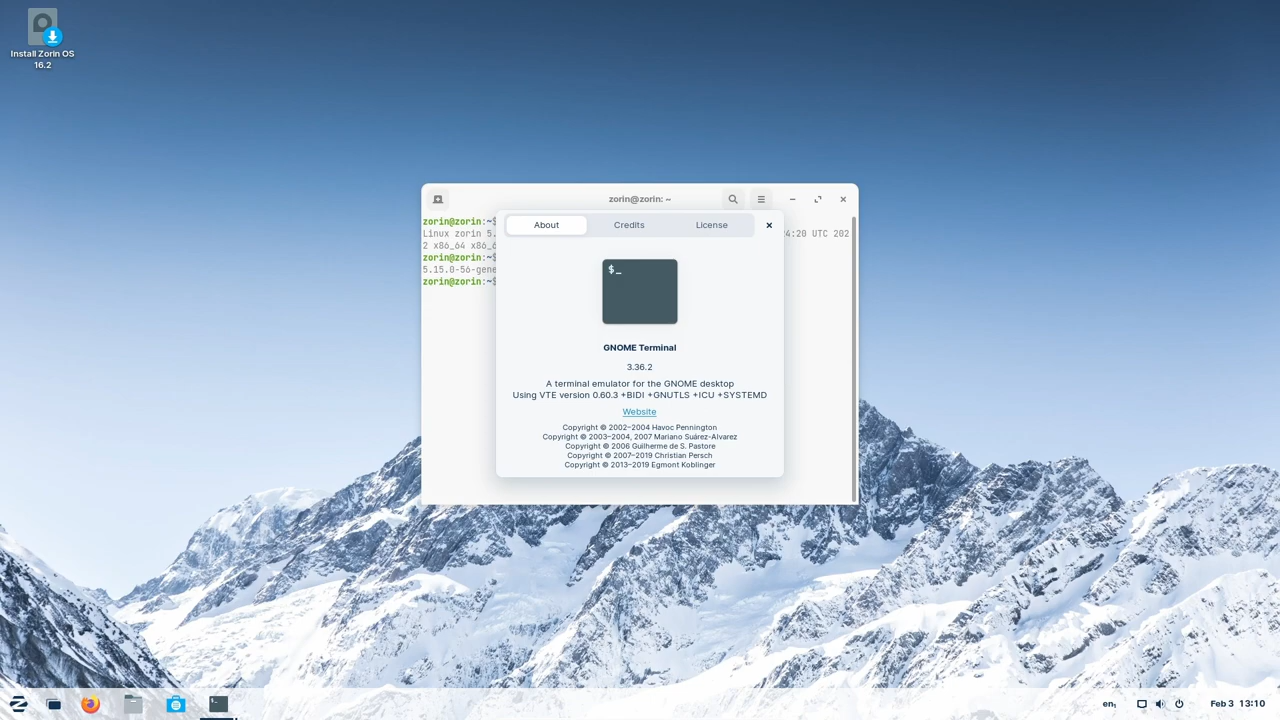 Install Zorin OS
16.2
zorin@zorin: ~
zorin@zorin:~$
Linux zorin 5. 4:20 UTC 202
2 x86_64 x86_6
zorin@zorin:~$
5.15.0-56-gene
zorin@zorin:~$
About Credits License
$_
GNOME Terminal
3.36.2
A terminal emulator for the GNOME desktop
Using VTE version 0.60.3 +BIDI +GNUTLS +ICU +SYSTEMD
Website
Copyright © 2002–2004 Havoc Pennington
Copyright © 2003–2004, 2007 Mariano Suárez-Alvarez
Copyright © 2006 Guilherme de S. Pastore
Copyright © 2007–2019 Christian Persch
Copyright © 2013–2019 Egmont Koblinger
en₁ Feb 3 13:10